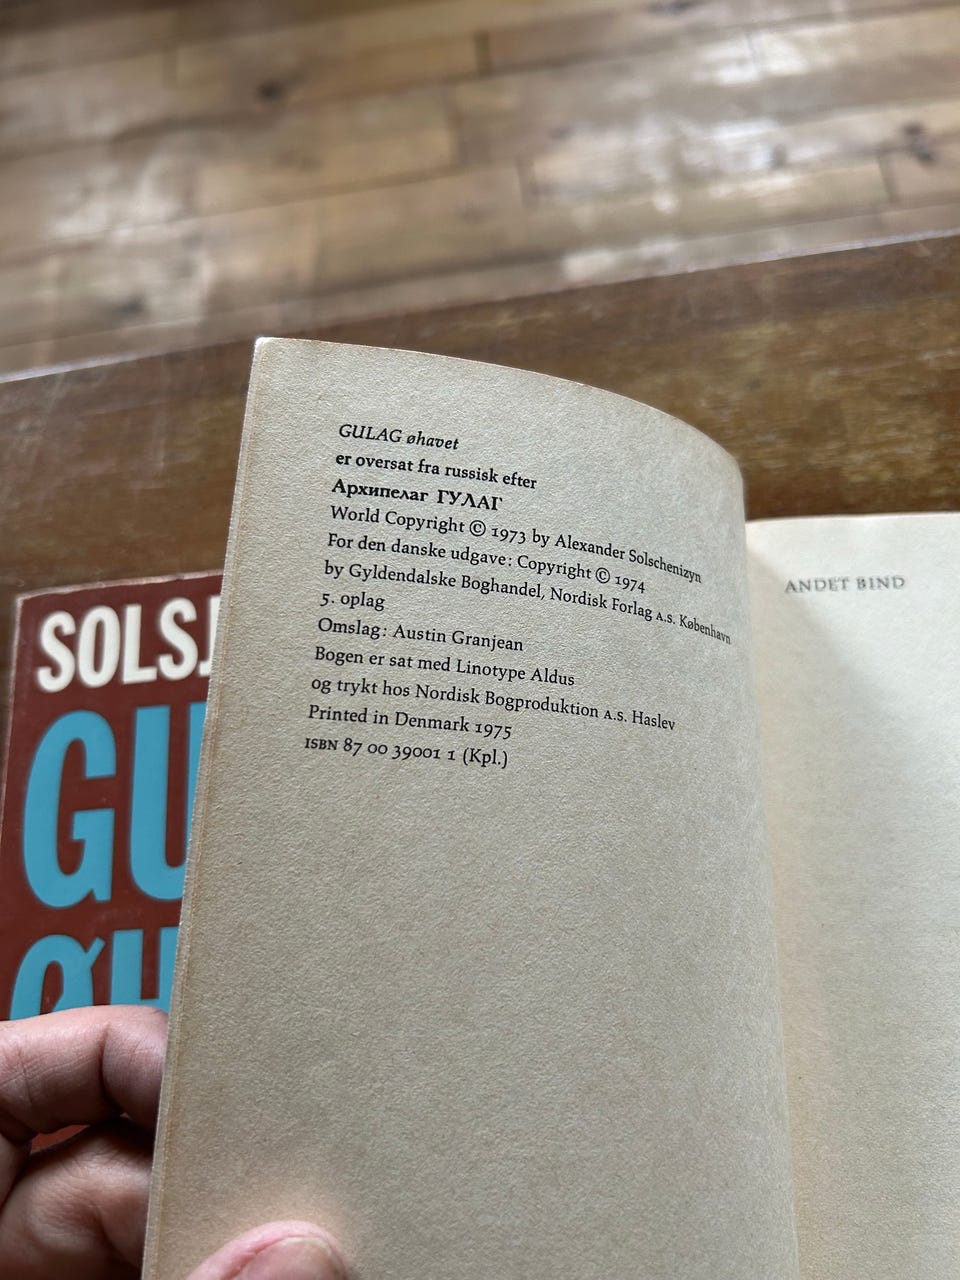 GULAG øhavet
er oversat fra russisk efter
Архипелаг ГУЛАГ
World Copyright © 1973 by Alexander Solschenizyn
For den danske udgave: Copyright © 1974
by Gyldendalske Boghandel, Nordisk Forlag A.S. København
5. oplag
Omslag: Austin Granjean
Bogen er sat med Linotype Aldus
og trykt hos Nordisk Bogproduktion A.S. Haslev
Printed in Denmark 1975
ISBN 87 00 39001 1 (Kpl.)
ANDET BIND
SOLSJ
GU
ØH